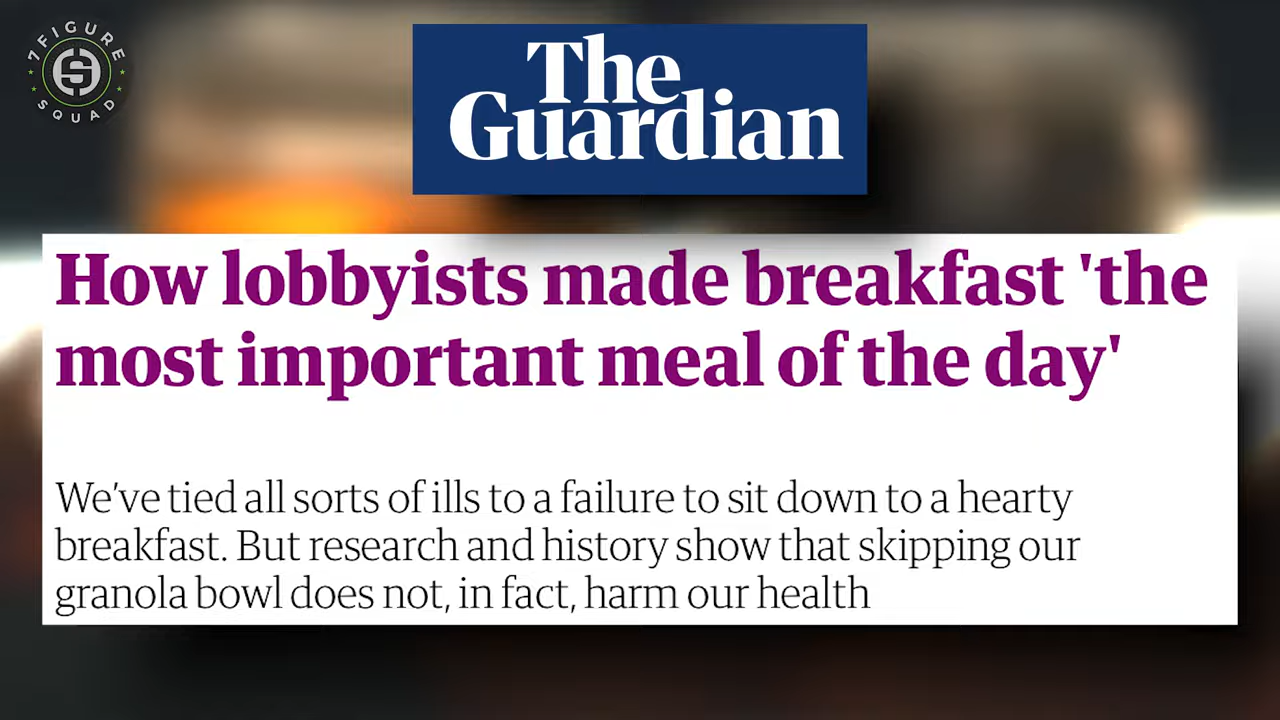 7FIGURE
SQUAD
The
Guardian
How lobbyists made breakfast 'the
most important meal of the day'
We've tied all sorts of ills to a failure to sit down to a hearty
breakfast. But research and history show that skipping our
granola bowl does not, in fact, harm our health